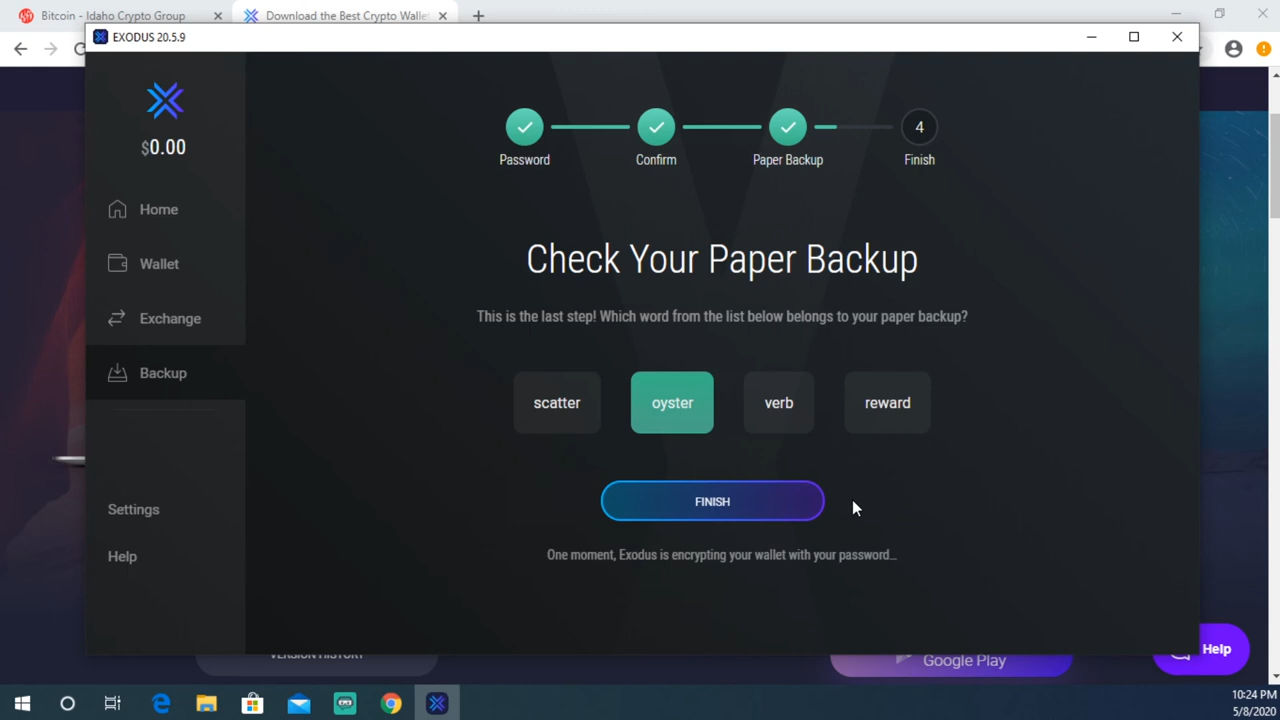 Bitcoin - Idaho Crypto Group
Download the Best Crypto Walle
EXODUS 20.5.9
$0.00
Home
Wallet
Exchange
Backup
Settings
Help
4
Password
Confirm
Paper Backup
Finish
Check Your Paper Backup
This is the last step! Which word from the list below belongs to your paper backup?
scatter
oyster
verb
reward
FINISH
One moment, Exodus is encrypting your wallet with your password...
VERSION HISTORY
Google Play
Help
10:24 PM
5/8/2020